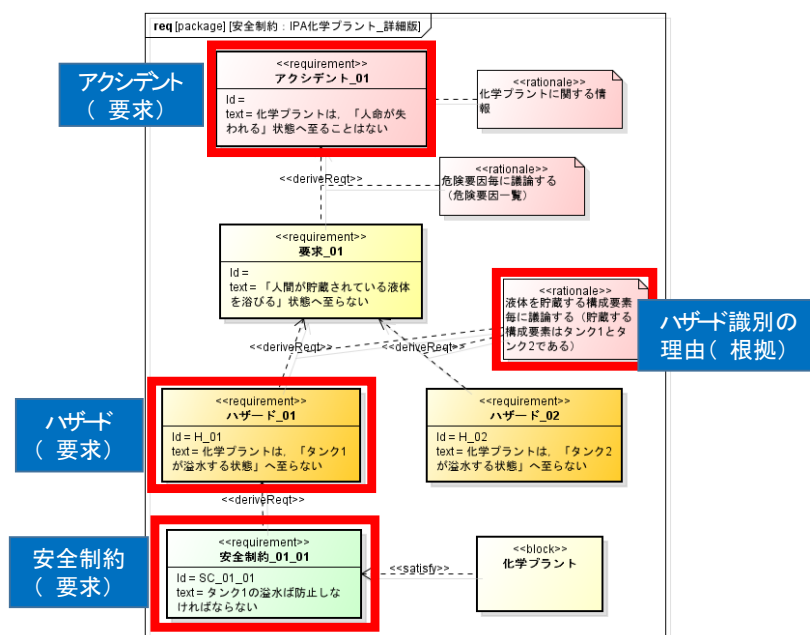 req [package] [安全制約：IPA化学プラント_詳細版]
アクシデント
（ 要求）
<<requirement>>
アクシデント_01
Id =
text = 化学プラントは，「人命が失
われる」状態へ至ることはない
<<rationale>>
化学プラントに関する情
報
<<deriveReqt>>
<<rationale>>
危険要因毎に議論する
（危険要因一覧）
<<requirement>>
要求_01
Id =
text = 「人間が貯蔵されている液体
を浴びる」状態へ至らない
<<rationale>>
液体を貯蔵する構成要素
毎に議論する（貯蔵する
構成要素はタンク1とタ
ンク2である）
ハザード識別の
理由（ 根拠）
<<deriveReqt>>
<<deriveReqt>>
ハザード
（ 要求）
<<requirement>>
ハザード_01
Id = H_01
text = 化学プラントは，「タンク1
が溢水する状態」へ至らない
<<requirement>>
ハザード_02
Id = H_02
text = 化学プラントは，「タンク2
が溢水する状態」へ至らない
<<deriveReqt>>
安全制約
（ 要求）
<<requirement>>
安全制約_01_01
Id = SC_01_01
text = タンク1の溢水ば防止しな
ければならない
<<satisfy>>
<<block>>
化学プラント